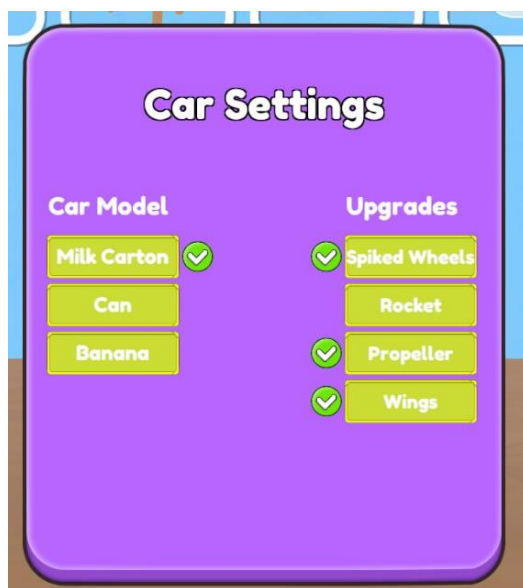 Car Settings
Car Model
Milk Carton
Can
Banana
Upgrades
Spiked Wheels
Rocket
Propeller
Wings